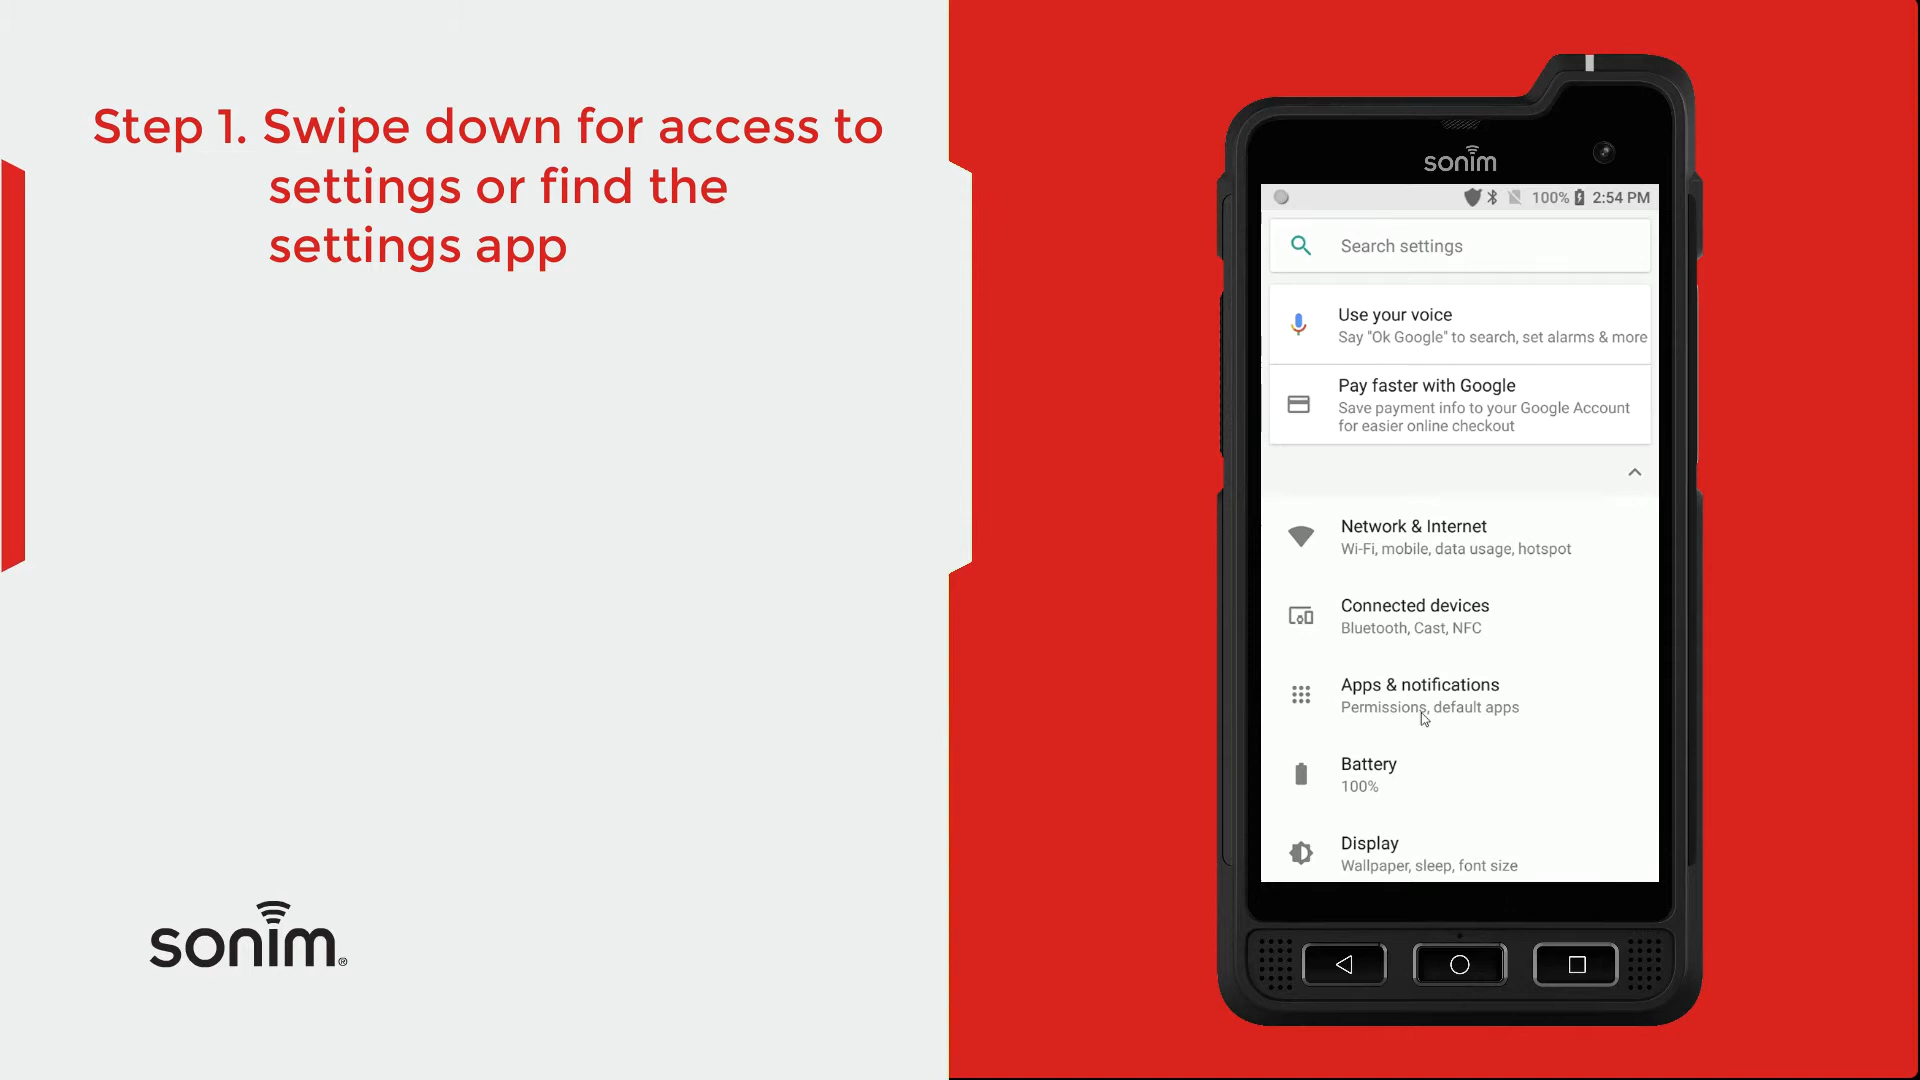 Step 1. Swipe down for access to
settings or find the
settings app
sonim®
sonim
100% 2:54 PM
Search settings
Use your voice
Say "Ok Google" to search, set alarms & more
Pay faster with Google
Save payment info to your Google Account
for easier online checkout
Network & Internet
Wi-Fi, mobile, data usage, hotspot
Connected devices
Bluetooth, Cast, NFC
Apps & notifications
Permissions, default apps
Battery
100%
Display
Wallpaper, sleep, font size